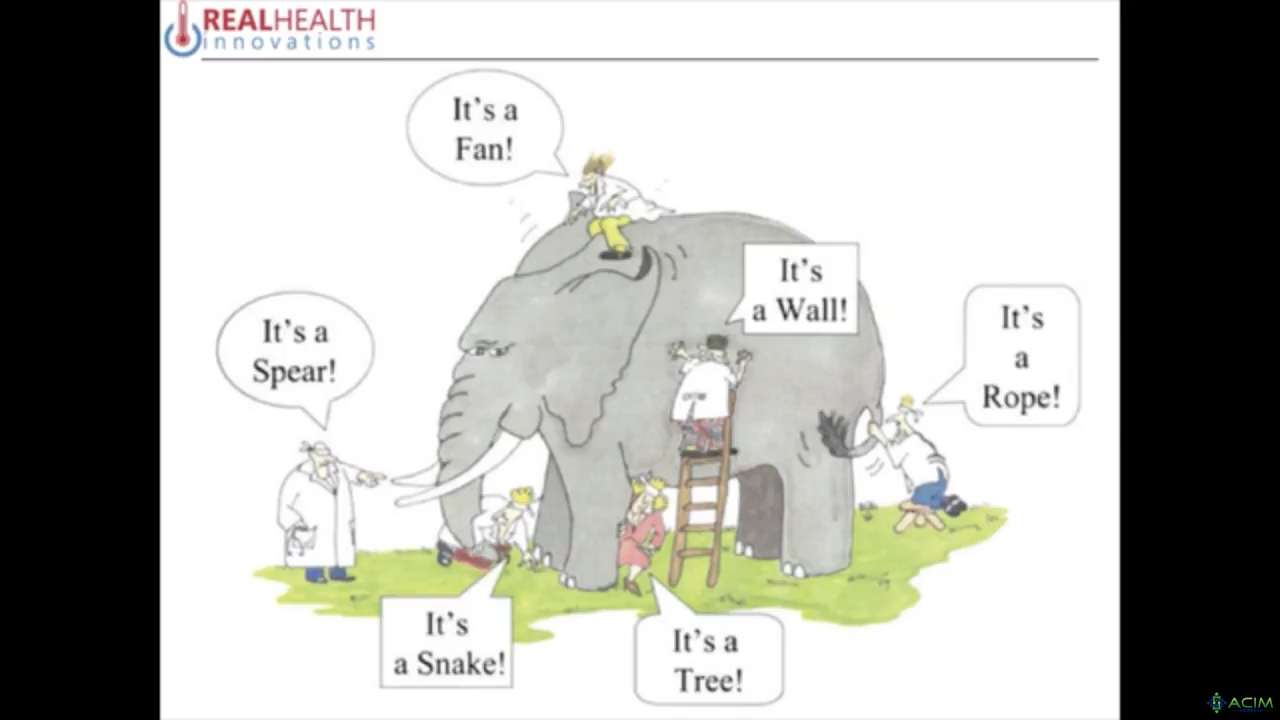 REALHEALTH
innovations
It's a
Fan!
It's
a Wall!
It's a
Spear!
It's
a
Rope!
It's
a Snake!
It's a
Tree!
ACIM